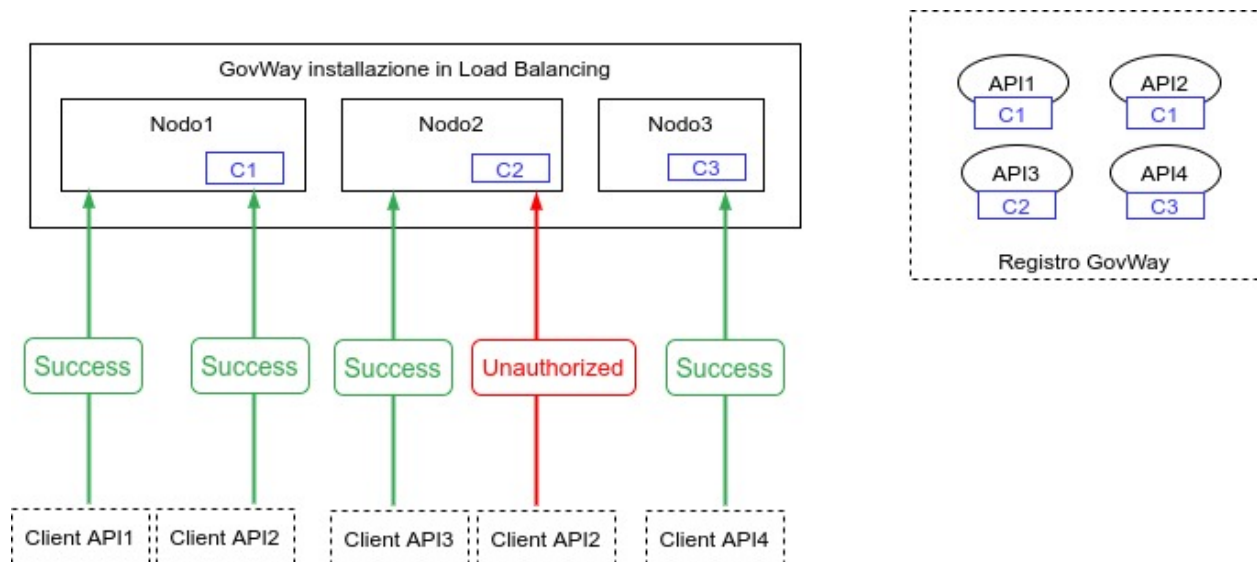 GovWay installazione in Load Balancing
Nodo1
C1
Nodo2
C2
Nodo3
C3
Success
Success
Success
Unauthorized
Success
Client API1
Client API2
Client API3
Client API2
Client API4
API1
C1
API2
C1
API3
C2
API4
C3
Registro GovWay